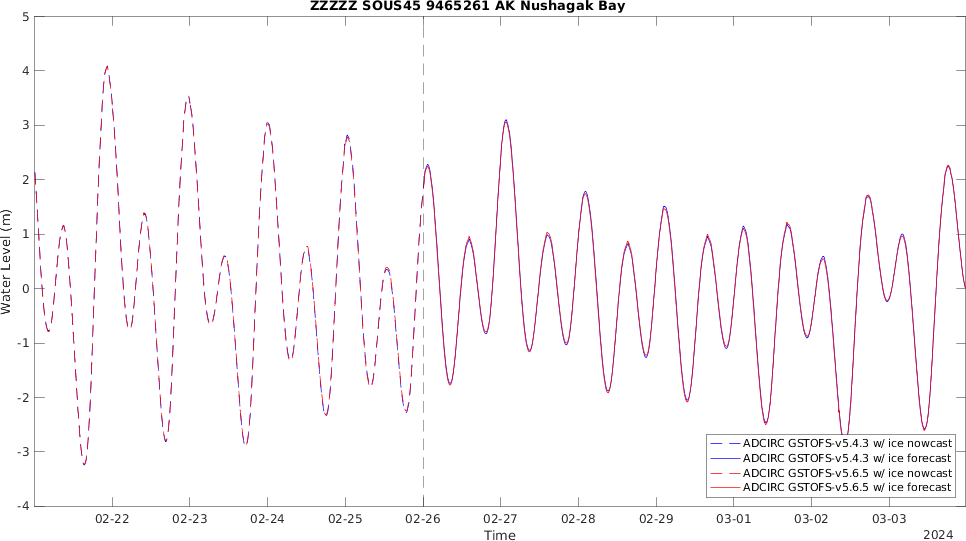 ZZZZZ SOUS45 9465261 AK Nushagak Bay
5
4
3
2
1
0
-1
-2
-3
-4
Water Level (m)
ADCIRC GSTOFS-v5.4.3 w/ ice nowcast
ADCIRC GSTOFS-v5.4.3 w/ ice forecast
ADCIRC GSTOFS-v5.6.5 w/ ice nowcast
ADCIRC GSTOFS-v5.6.5 w/ ice forecast
02-22 02-23 02-24 02-25 02-26 02-27 02-28 02-29 03-01 03-02 03-03
Time
2024